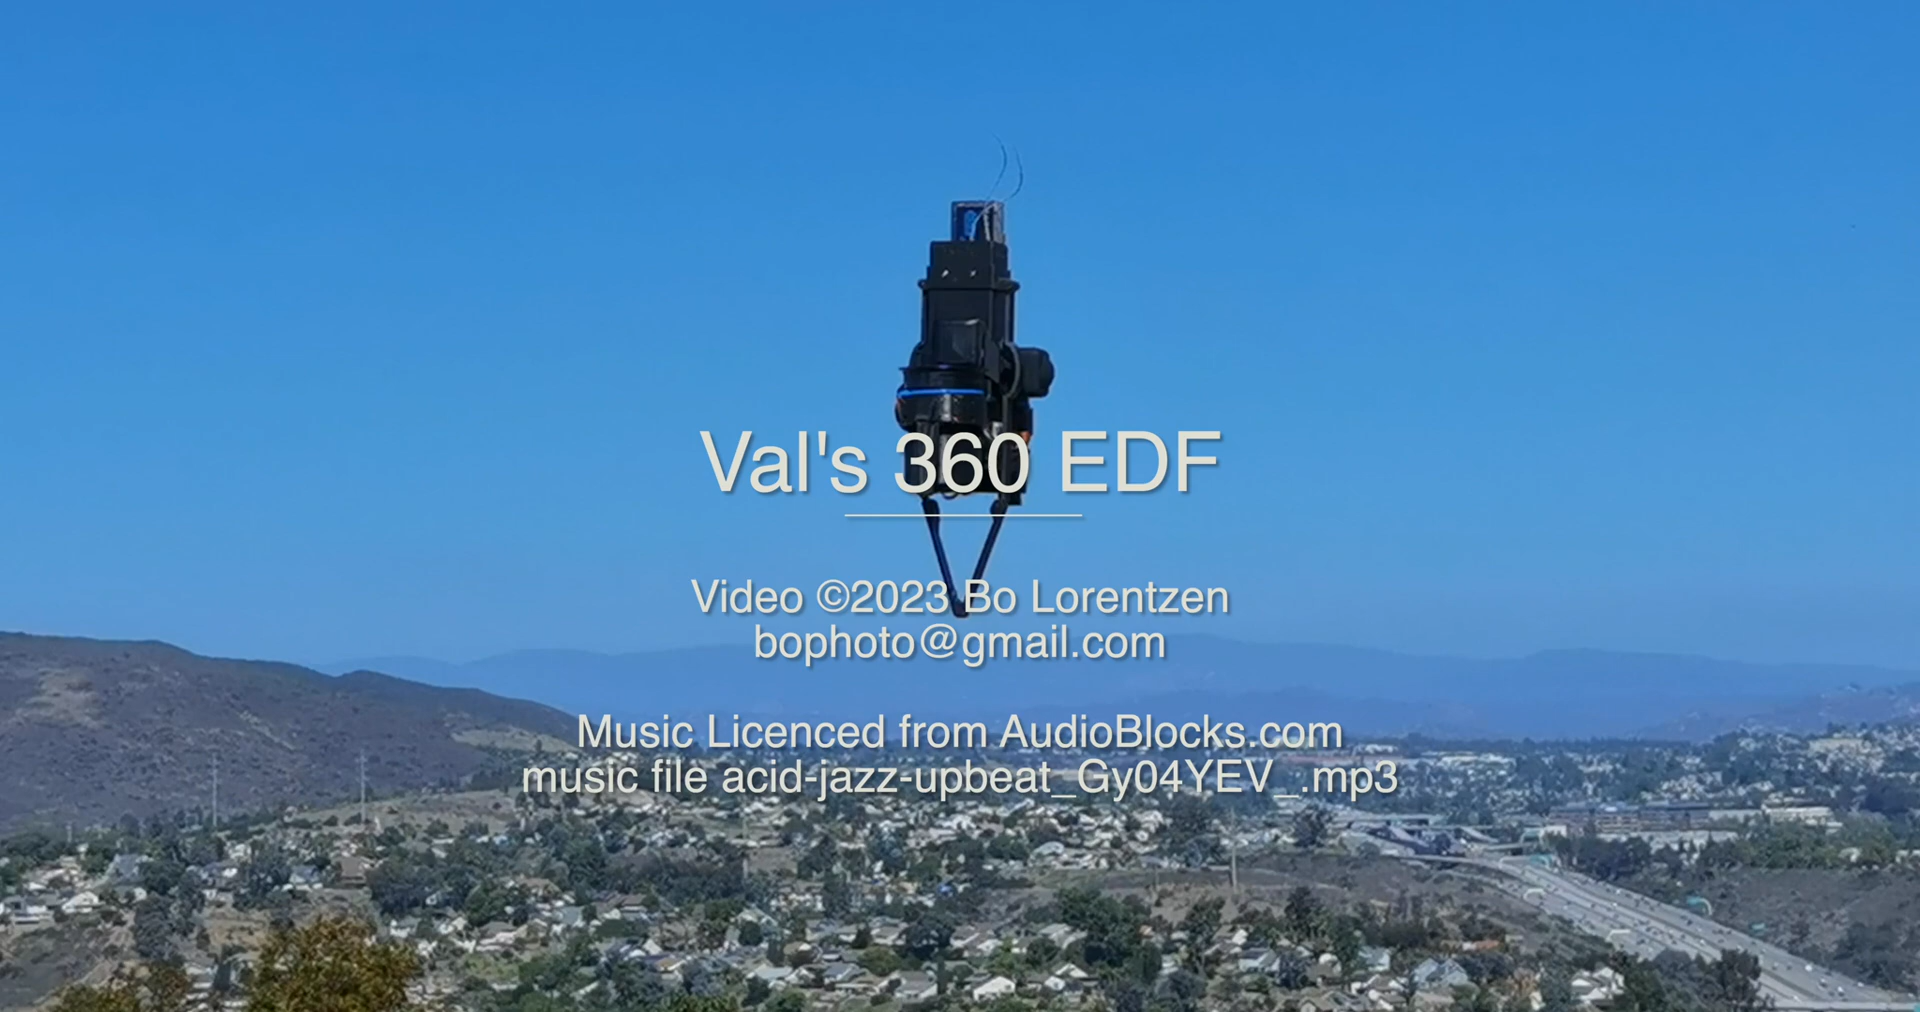 Val's 360 EDF
Video ©2023 Bo Lorentzen
bophoto@gmail.com
Music Licenced from AudioBlocks.com
music file acid-jazz-upbeat_Gy04YEV_.mp3